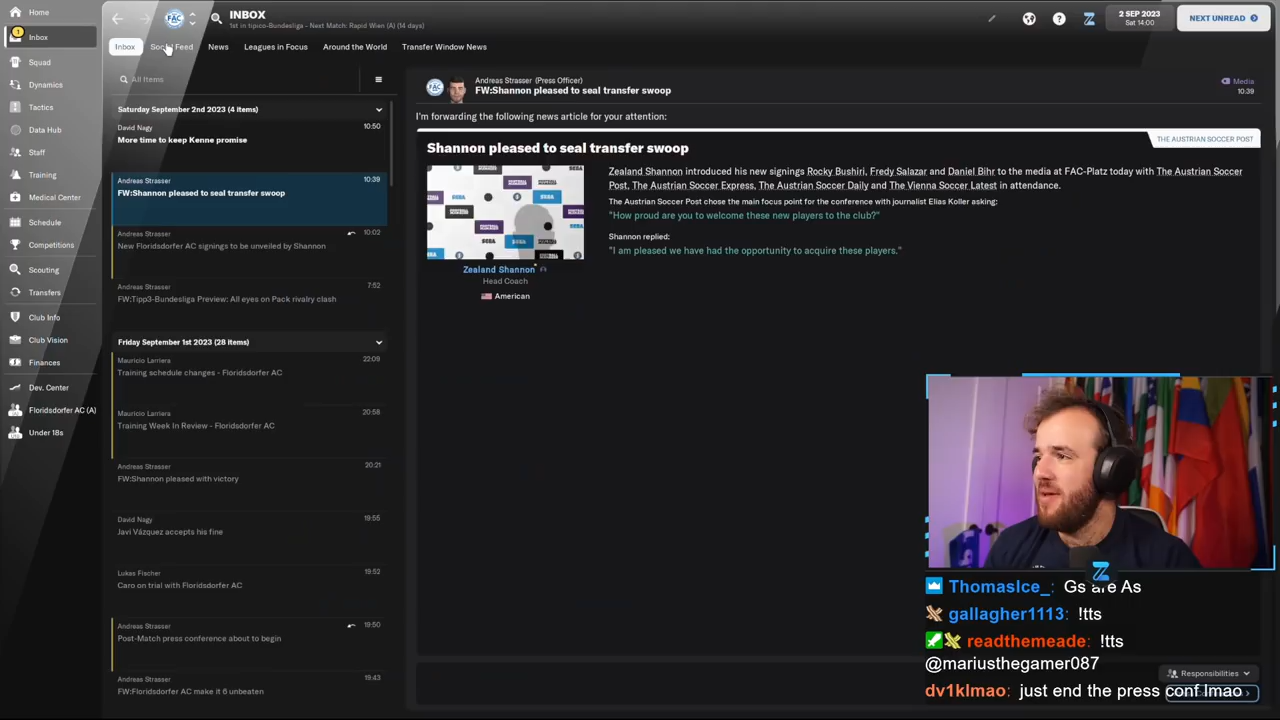 Home
INBOX
1st in tipico-Bundesliga - Next Match: Rapid Wien (A) (14 days)
2 SEP 2023
Sat 14:00
NEXT UNREAD
1
Inbox
Squad
Dynamics
Tactics
Data Hub
Staff
Training
Medical Center
Schedule
Competitions
Scouting
Transfers
Club Info
Club Vision
Finances
Dev. Center
Floridsdorfer AC (A)
Under 18s
Inbox
Social Feed
News
Leagues in Focus
Around the World
Transfer Window News
All Items
Saturday September 2nd 2023 (4 items)
David Nagy 10:50
More time to keep Kenne promise
Andreas Strasser 10:39
FW:Shannon pleased to seal transfer swoop
Andreas Strasser 10:02
New Floridsdorfer AC signings to be unveiled by Shannon
Andreas Strasser 7:52
FW:Tipp3-Bundesliga Preview: All eyes on Pack rivalry clash
Friday September 1st 2023 (28 items)
Mauricio Larriera 22:09
Training schedule changes - Floridsdorfer AC
Mauricio Larriera 20:58
Training Week In Review - Floridsdorfer AC
Andreas Strasser 20:21
FW:Shannon pleased with victory
David Nagy 19:55
Javi Vázquez accepts his fine
Lukas Fischer 19:52
Caro on trial with Floridsdorfer AC
Andreas Strasser 19:50
Post-Match press conference about to begin
Andreas Strasser 19:43
FW:Floridsdorfer AC make it 6 unbeaten
Andreas Strasser (Press Officer)
FW:Shannon pleased to seal transfer swoop
Media
10:39
I'm forwarding the following news article for your attention:
Shannon pleased to seal transfer swoop
THE AUSTRIAN SOCCER POST
Zealand Shannon
Head Coach
American
Zealand Shannon introduced his new signings Rocky Bushiri, Fredy Salazar and Daniel Bihr to the media at FAC-Platz today with The Austrian Soccer
Post, The Austrian Soccer Express, The Austrian Soccer Daily and The Vienna Soccer Latest in attendance.
The Austrian Soccer Post chose the main focus point for the conference with journalist Elias Koller asking:
"How proud are you to welcome these new players to the club?"
Shannon replied:
"I am pleased we have had the opportunity to acquire these players."
Responsibilities
ThomasIce_: Gs are As
gallagher1113: !tts
readthemeade: !tts
@mariusthegamer087
dv1klmao: just end the press conf lmao